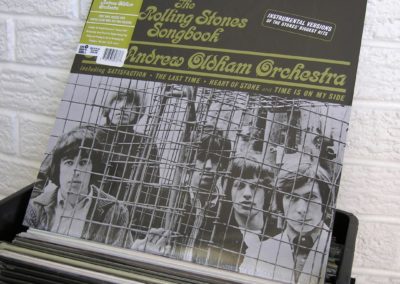 The
Rolling Stones
Songbook
INSTRUMENTAL VERSIONS
OF THE STONES' BIGGEST HITS
Andrew Oldham Orchestra
including SATISFACTION • THE LAST TIME • HEART OF STONE and TIME IS ON MY SIDE